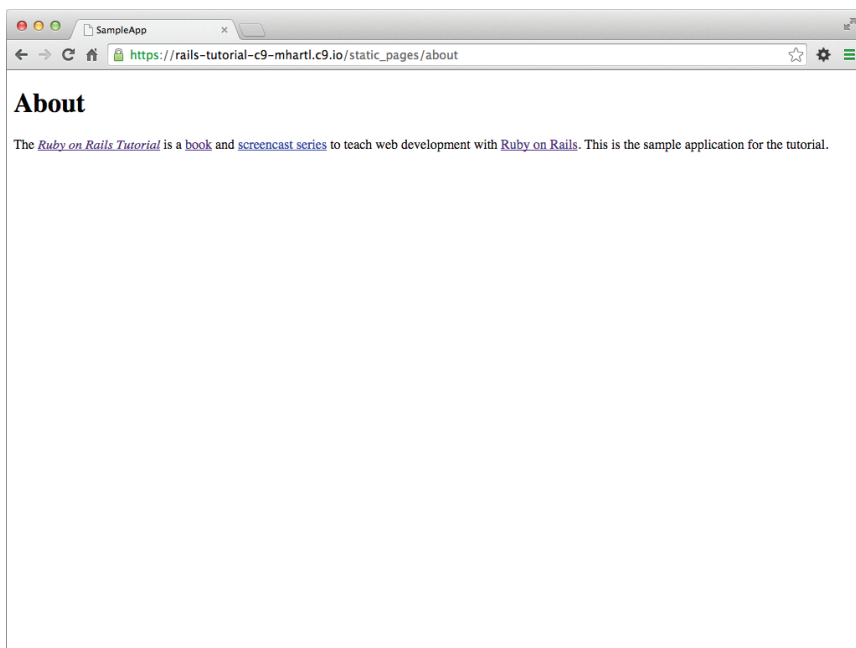 SampleApp
https://rails-tutorial-c9-mhartl.c9.io/static_pages/about
About
The Ruby on Rails Tutorial is a book and screencast series to teach web development with Ruby on Rails. This is the sample application for the tutorial.